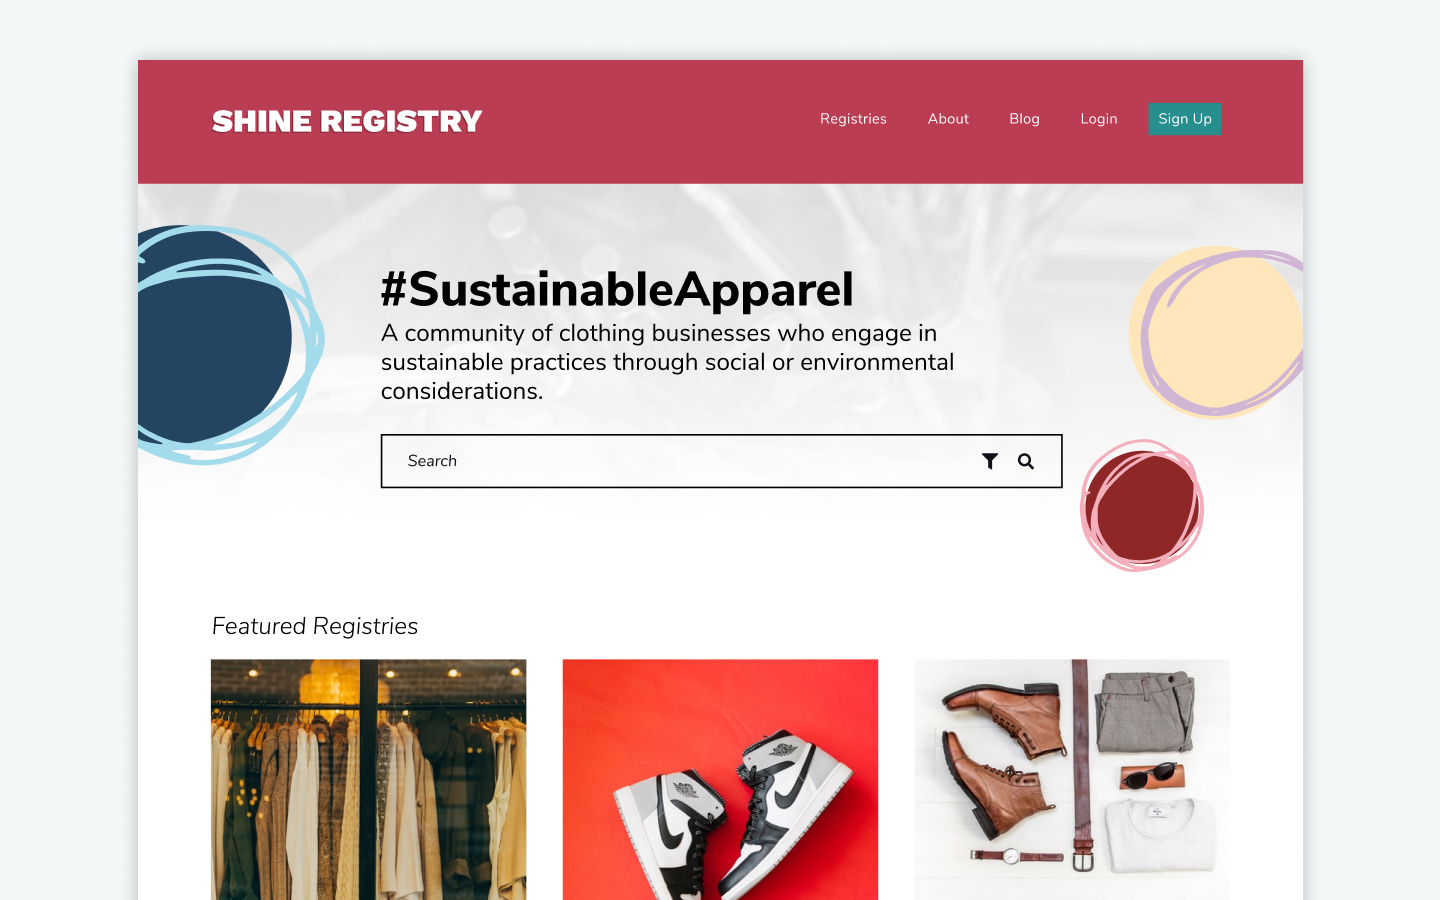 SHINE REGISTRY
Registries About Blog Login Sign Up
#SustainableApparel
A community of clothing businesses who engage in
sustainable practices through social or environmental
considerations.
Search
Featured Registries